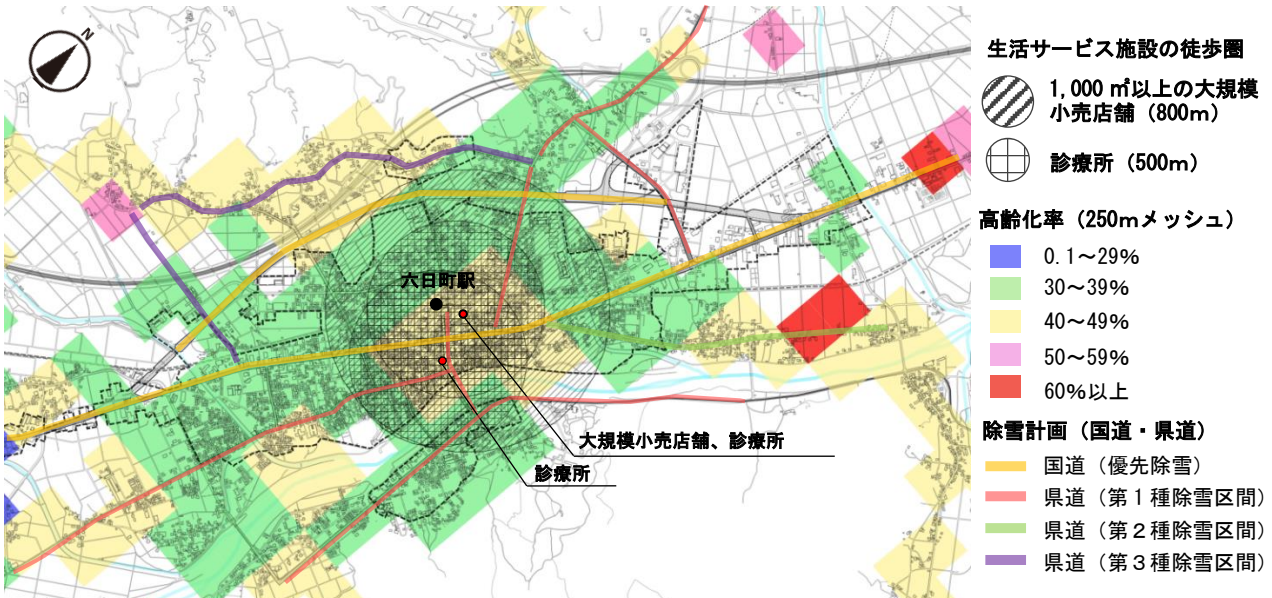 N
六日町駅
大規模小売店舗、診療所
診療所
生活サービス施設の徒歩圏
1,000 ㎡以上の大規模
小売店舗（800m）
診療所（500m）
高齢化率（250mメッシュ）
0.1～29%
30～39%
40～49%
50～59%
60%以上
除雪計画（国道・県道）
国道（優先除雪）
県道（第１種除雪区間）
県道（第２種除雪区間）
県道（第３種除雪区間）